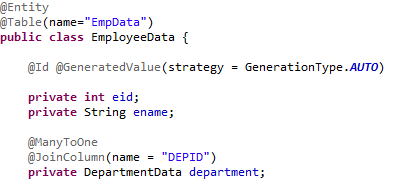 @Entity
@Table(name="EmpData")
public class EmployeeData {
@Id @GeneratedValue(strategy = GenerationType.AUTO)
private int eid;
private String ename;
@ManyToOne
@JoinColumn(name = "DEPID")
private DepartmentData department;